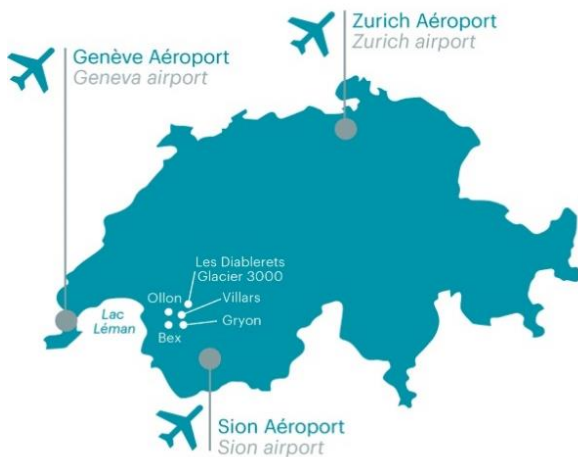 Genève Aéroport
Geneva airport
Zurich Aéroport
Zurich airport
Les Diablerets
Glacier 3000
Ollon
Villars
Lac
Léman
Gryon
Bex
Sion Aéroport
Sion airport